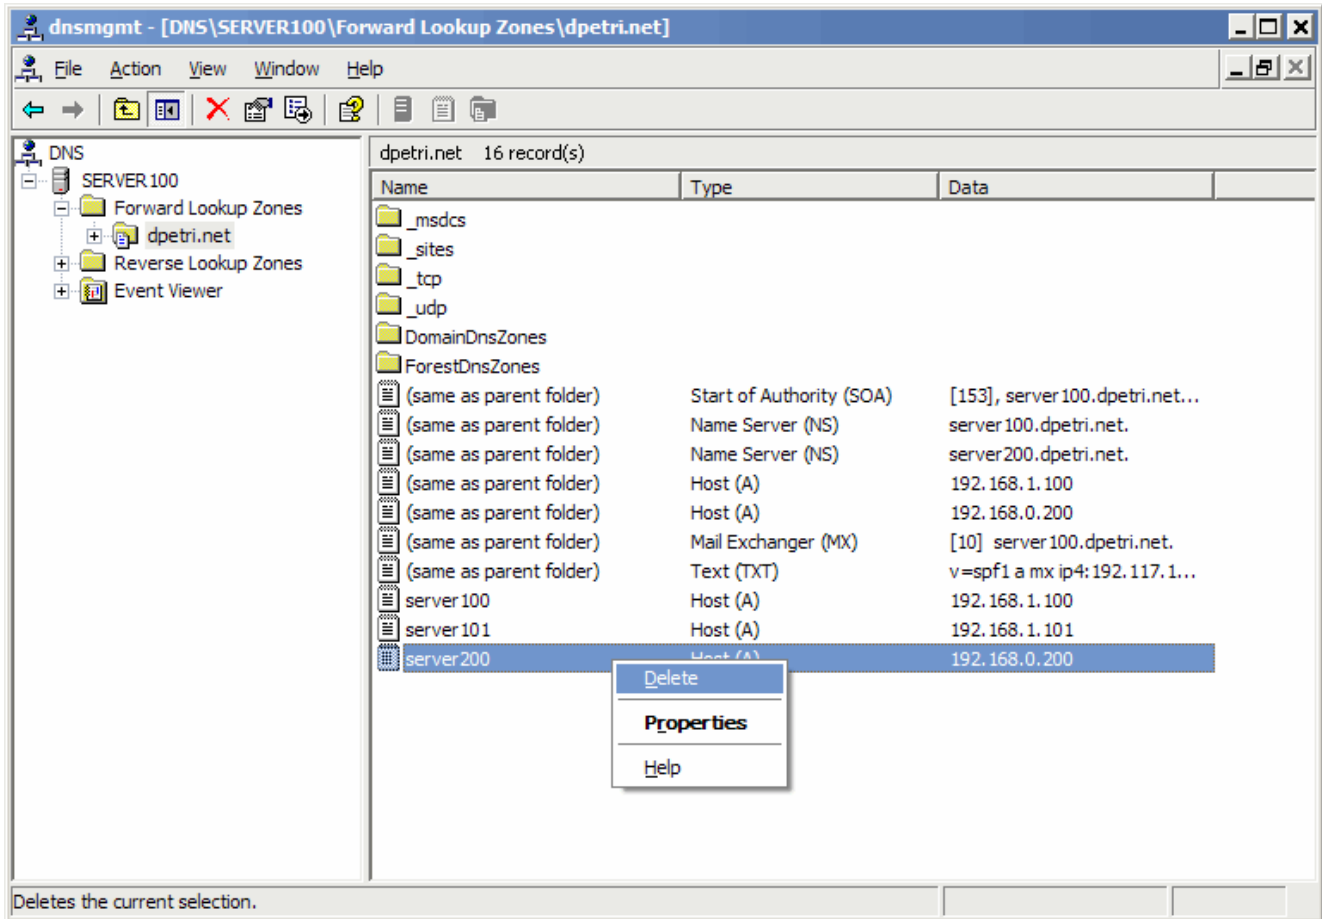 dnsmgmt - [DNS\SERVER100\Forward Lookup Zones\dpetri.net]
File Action View Window Help
DNS
SERVER100
Forward Lookup Zones
dpetri.net
Reverse Lookup Zones
Event Viewer
dpetri.net 16 record(s)
Name Type Data
_msdcs
_sites
_tcp
_udp
DomainDnsZones
ForestDnsZones
(same as parent folder) Start of Authority (SOA) [153], server100.dpetri.net...
(same as parent folder) Name Server (NS) server100.dpetri.net.
(same as parent folder) Name Server (NS) server200.dpetri.net.
(same as parent folder) Host (A) 192.168.1.100
(same as parent folder) Host (A) 192.168.0.200
(same as parent folder) Mail Exchanger (MX) [10] server100.dpetri.net.
(same as parent folder) Text (TXT) v=spf1 a mx ip4:192.117.1...
server100 Host (A) 192.168.1.100
server101 Host (A) 192.168.1.101
server200 Host (A) 192.168.0.200
Delete
Properties
Help
Deletes the current selection.